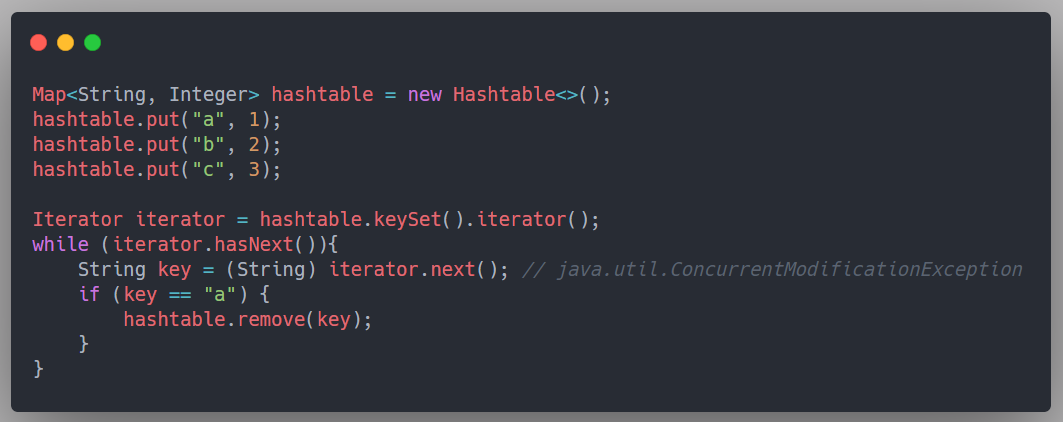 Map<String, Integer> hashtable = new Hashtable<>();
hashtable.put("a", 1);
hashtable.put("b", 2);
hashtable.put("c", 3);
Iterator iterator = hashtable.keySet().iterator();
while (iterator.hasNext()){
    String key = (String) iterator.next(); // java.util.ConcurrentModificationException
    if (key == "a") {
        hashtable.remove(key);
    }
}